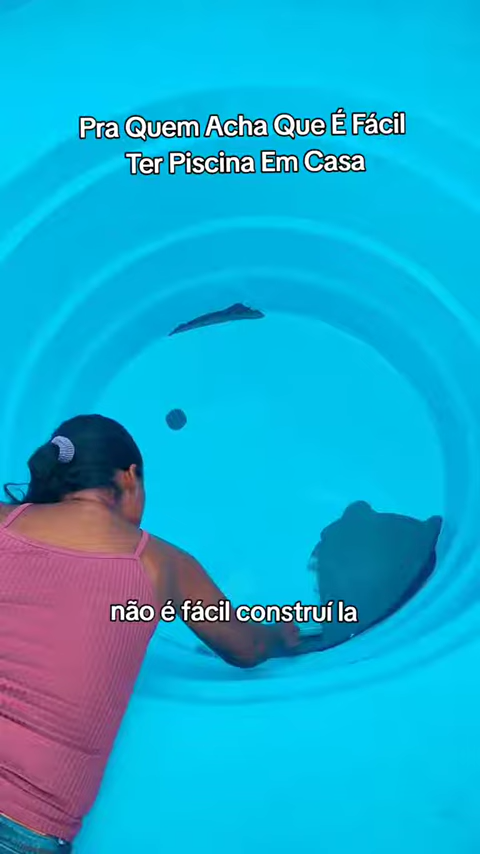 Pra Quem Acha Que É Fácil
Ter Piscina Em Casa
não é fácil construí la